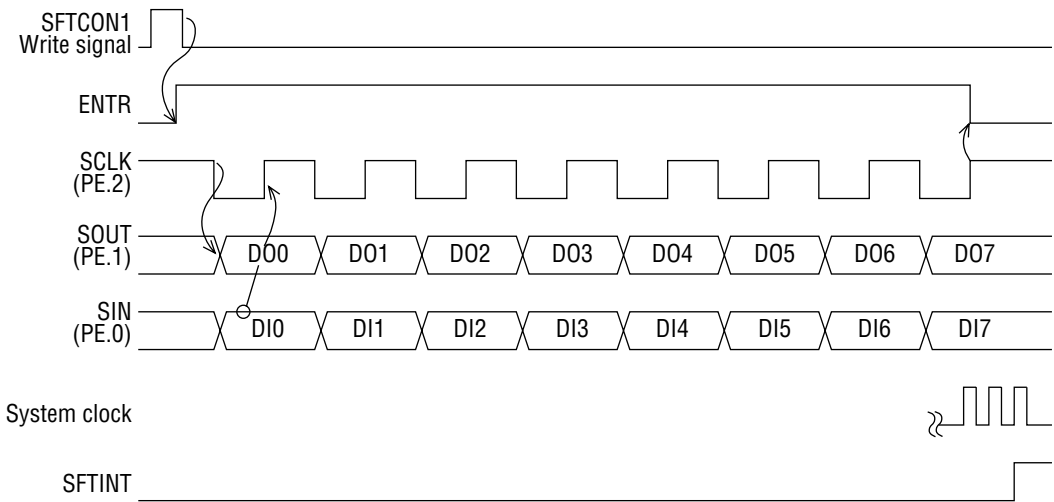 SFTCON1
Write signal
ENTR
SCLK
(PE.2)
SOUT
(PE.1)
DO0 DO1 DO2 DO3 DO4 DO5 DO6 DO7
SIN
(PE.0)
DI0 DI1 DI2 DI3 DI4 DI5 DI6 DI7
System clock
SFTINT